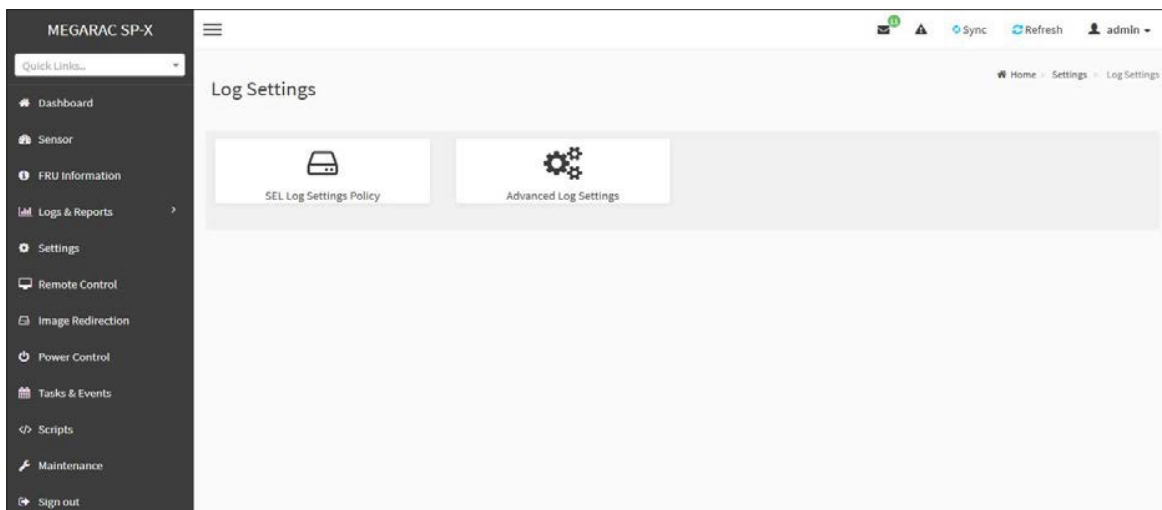 MEGARAC SP-X
11
Sync
Refresh
admin
Quick Links...
Home
Settings
Log Settings
Log Settings
Dashboard
Sensor
FRU Information
Logs & Reports
Settings
Remote Control
Image Redirection
Power Control
Tasks & Events
Scripts
Maintenance
Sign out
SEL Log Settings Policy
Advanced Log Settings